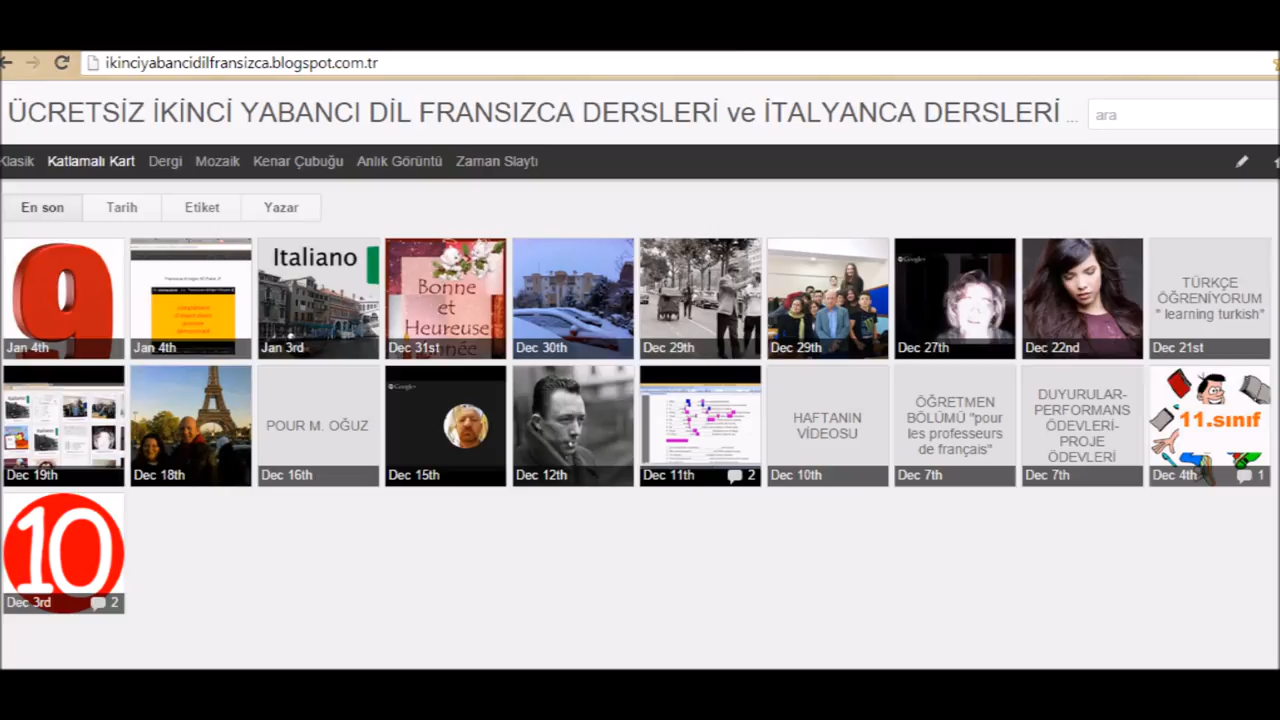 ikinciyabancidilfransizca.blogspot.com.tr
ÜCRETSİZ İKİNCİ YABANCI DİL FRANSIZCA DERSLERİ ve İTALYANCA DERSLERİ ...
ara
Klasik Katlamalı Kart Dergi Mozaik Kenar Çubuğu Anlık Görüntü Zaman Slaytı
En son Tarih Etiket Yazar
9
Jan 4th
Jan 4th
Italiano
Jan 3rd
Bonne
et
Heureuse
Année
Dec 31st
Dec 30th
Dec 29th
Dec 29th
Google+
Dec 27th
Dec 22nd
TÜRKÇE
ÖĞRENİYORUM
" learning turkish"
Dec 21st
Italiano
Dec 19th
Dec 18th
POUR M. OĞUZ
Dec 16th
Google+
Dec 15th
Dec 12th
Dec 11th 2
HAFTANIN
VİDEOSU
Dec 10th
ÖĞRETMEN
BÖLÜMÜ "pour
les professeurs
de français"
Dec 7th
DUYURULAR-
PERFORMANS
ÖDEVLERİ-
PROJE
ÖDEVLERİ
Dec 7th
11.sınıf
Dec 4th 1
10
Dec 3rd 2